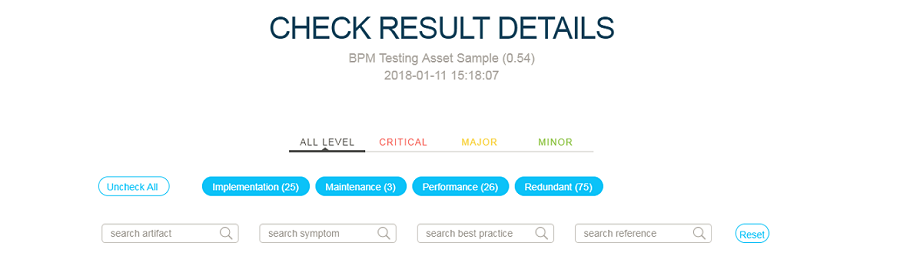 CHECK RESULT DETAILS
BPM Testing Asset Sample (0.54)
2018-01-11 15:18:07
ALL LEVEL CRITICAL MAJOR MINOR
Uncheck All Implementation (25) Maintenance (3) Performance (26) Redundant (75)
search artifact search symptom search best practice search reference Reset